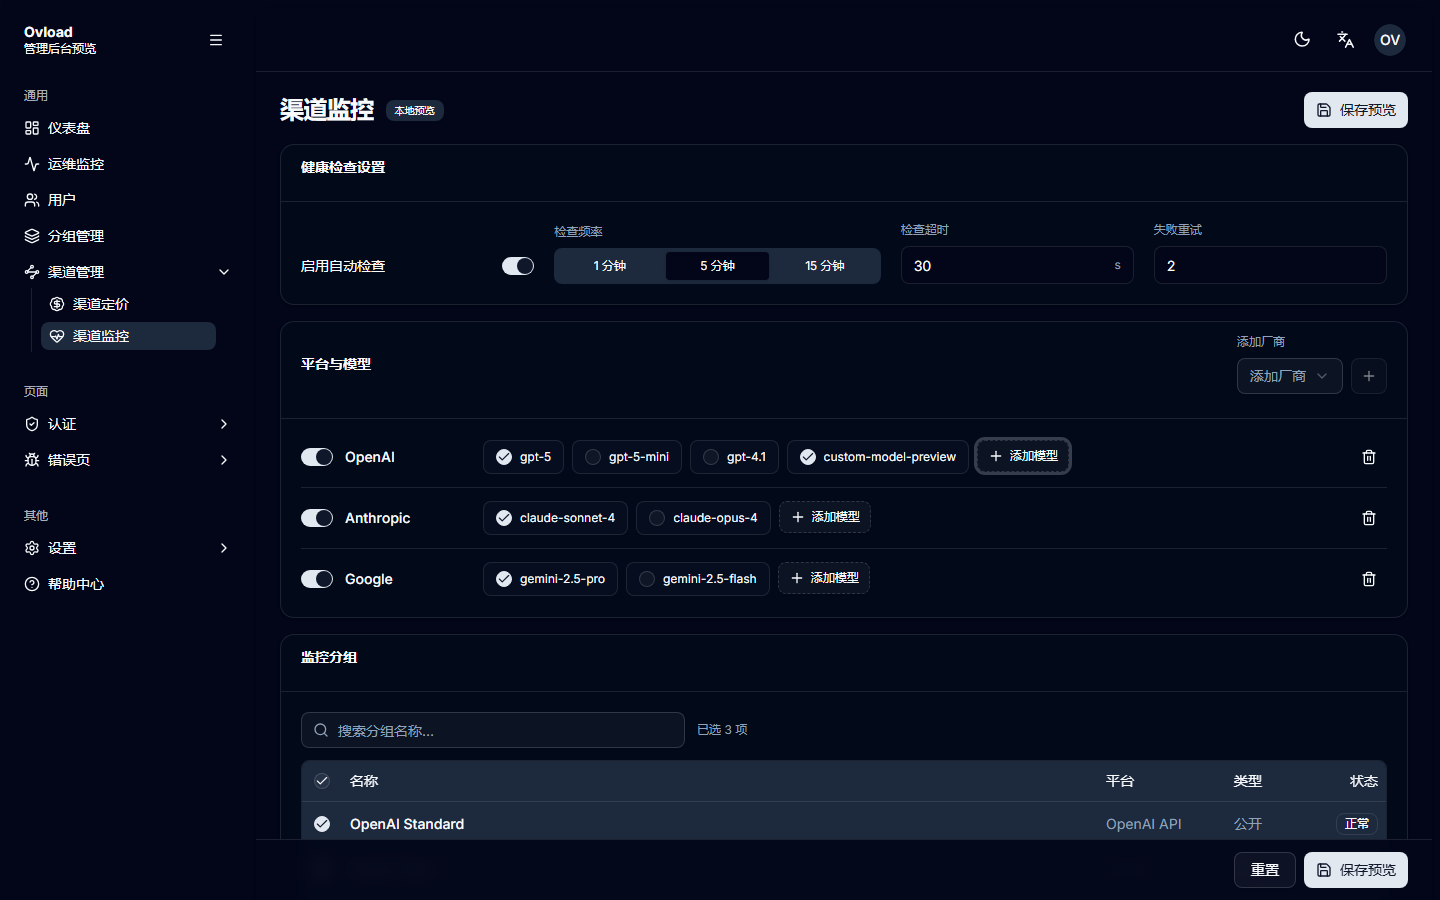 Ovload
管理后台预览
OV
通用
仪表盘
运维监控
用户
分组管理
渠道管理
渠道定价
渠道监控
页面
认证
错误页
其他
设置
帮助中心
渠道监控
本地预览
保存预览
健康检查设置
启用自动检查
检查频率
1 分钟
5 分钟
15 分钟
检查超时
30
s
失败重试
2
平台与模型
添加厂商
添加厂商
OpenAI
gpt-5
gpt-5-mini
gpt-4.1
custom-model-preview
添加模型
Anthropic
claude-sonnet-4
claude-opus-4
添加模型
Google
gemini-2.5-pro
gemini-2.5-flash
添加模型
监控分组
搜索分组名称...
已选 3 项
名称
平台
类型
状态
OpenAI Standard
OpenAI API
公开
正常
重置
保存预览